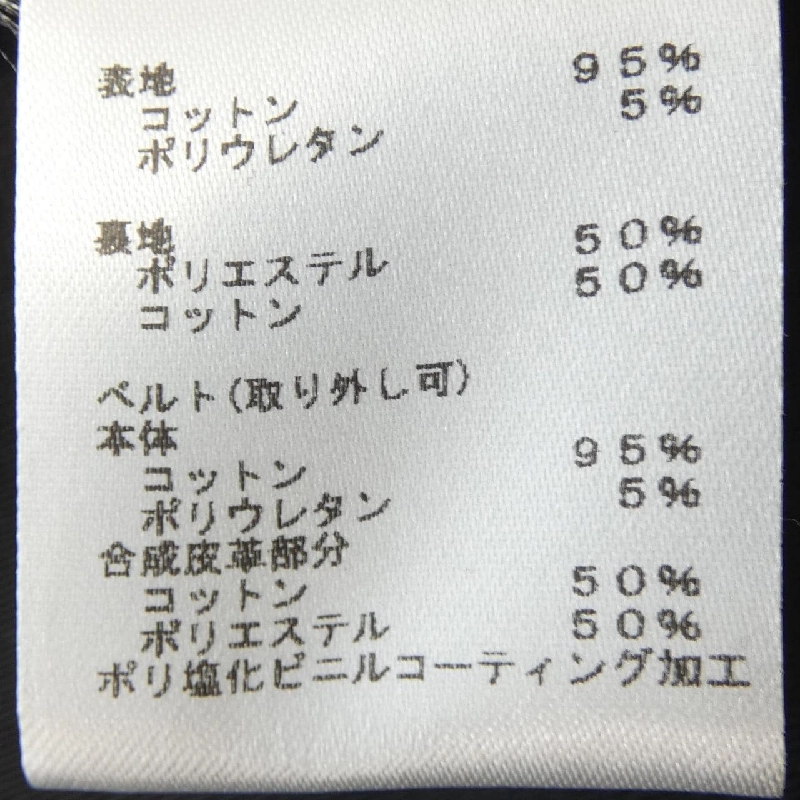 表地
コットン 95%
ポリウレタン 5%
裏地
ポリエステル 50%
コットン 50%
ベルト(取り外し可)
本体
コットン 95%
ポリウレタン 5%
合成皮革部分
コットン 50%
ポリエステル 50%
ポリ塩化ビニルコーティング加工